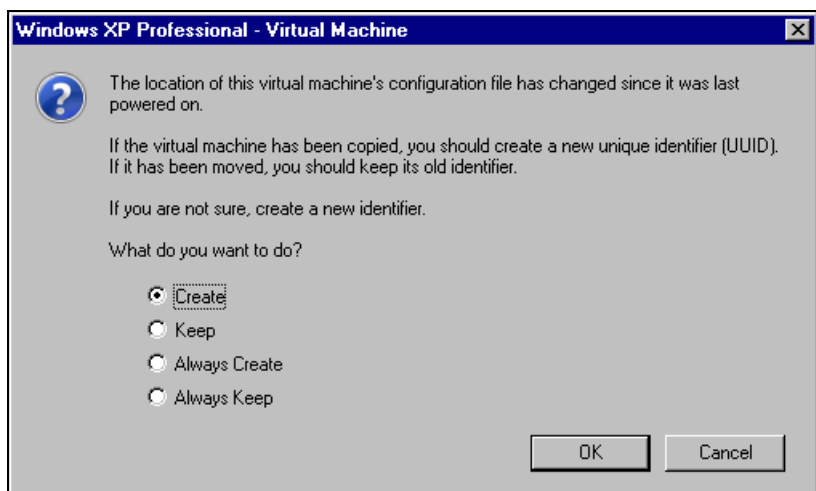 Windows XP Professional - Virtual Machine
The location of this virtual machine's configuration file has changed since it was last
powered on.
If the virtual machine has been copied, you should create a new unique identifier (UUID).
If it has been moved, you should keep its old identifier.
If you are not sure, create a new identifier.
What do you want to do?
Create
Keep
Always Create
Always Keep
OK Cancel